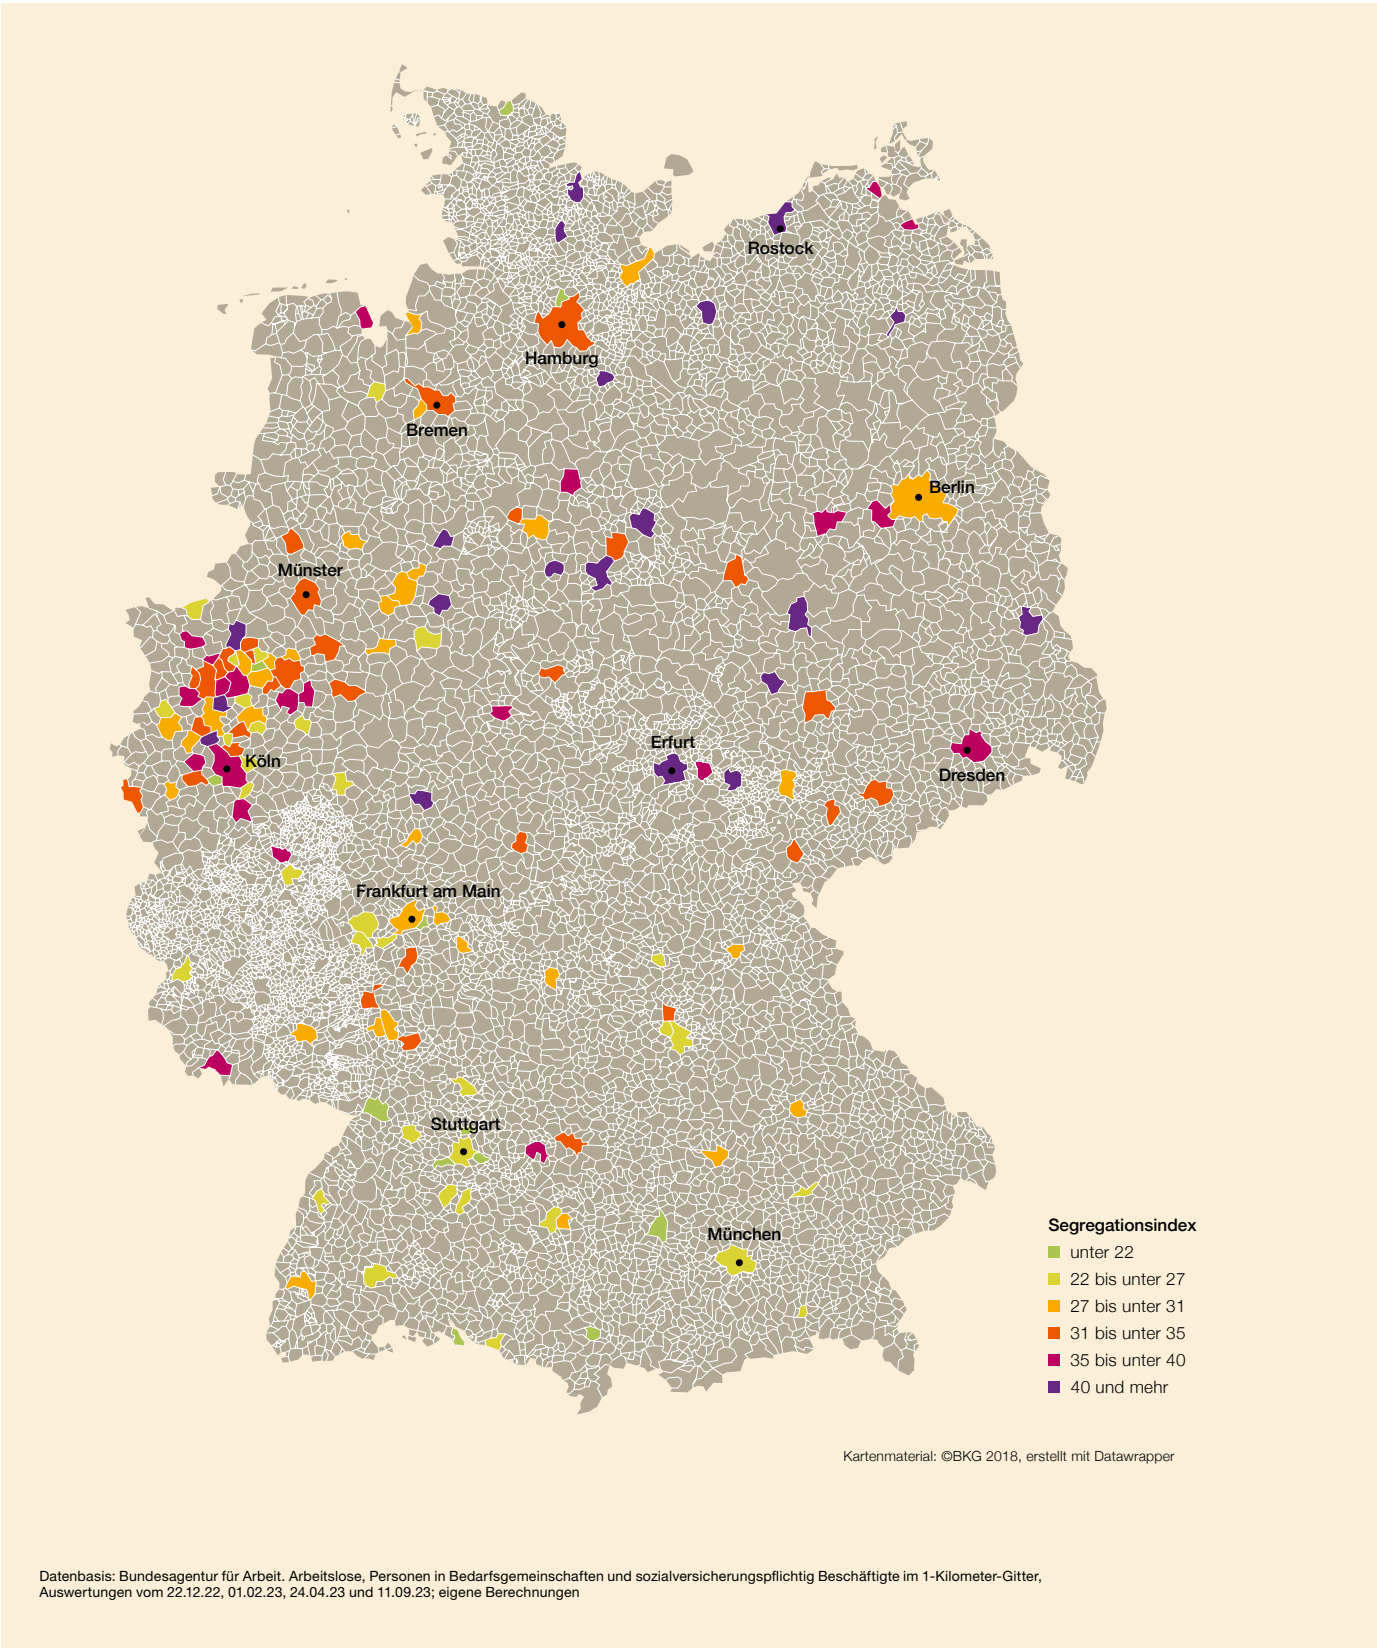 Rostock
Hamburg
Bremen
Berlin
Münster
Erfurt
Köln
Dresden
Frankfurt am Main
Stuttgart
München
Segregationsindex
unter 22
22 bis unter 27
27 bis unter 31
31 bis unter 35
35 bis unter 40
40 und mehr
Kartenmaterial: ©BKG 2018, erstellt mit Datawrapper
Datenbasis: Bundesagentur für Arbeit. Arbeitslose, Personen in Bedarfsgemeinschaften und sozialversicherungspflichtig Beschäftigte im 1-Kilometer-Gitter,
Auswertungen vom 22.12.22, 01.02.23, 24.04.23 und 11.09.23; eigene Berechnungen